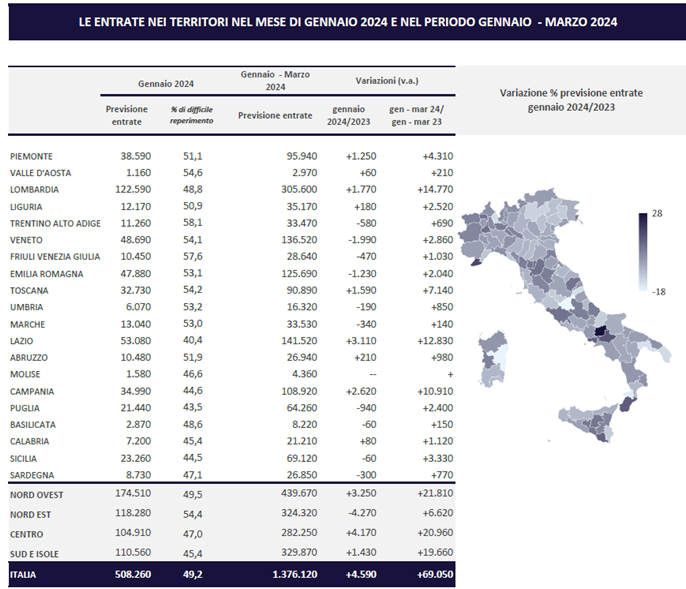 LE ENTRATE NEI TERRITORI NEL MESE DI GENNAIO 2024 E NEL PERIODO GENNAIO - MARZO 2024
Gennaio 2024 Gennaio - Marzo 2024 Variazioni (v.a.) Variazione % previsione entrate gennaio 2024/2023
Previsione entrate % di difficile reperimento Previsione entrate gennaio 2024/2023 gen - mar 24/ gen - mar 23
PIEMONTE 38.590 51,1 95.940 +1.250 +4.310
VALLE D'AOSTA 1.160 54,6 2.970 +60 +210
LOMBARDIA 122.590 48,8 305.600 +1.770 +14.770
LIGURIA 12.170 50,9 35.170 +180 +2.520
TRENTINO ALTO ADIGE 11.260 58,1 33.470 -580 +690
VENETO 48.690 54,1 136.520 -1.990 +2.860
FRIULI VENEZIA GIULIA 10.450 57,6 28.640 -470 +1.030
EMILIA ROMAGNA 47.880 53,1 125.690 -1.230 +2.040
TOSCANA 32.730 54,2 90.890 +1.590 +7.140
UMBRIA 6.070 53,2 16.320 -190 +850
MARCHE 13.040 53,0 33.530 -340 +140
LAZIO 53.080 40,4 141.520 +3.110 +12.830
ABRUZZO 10.480 51,9 26.940 +210 +980
MOLISE 1.580 46,6 4.360 -- +
CAMPANIA 34.990 44,6 108.920 +2.620 +10.910
PUGLIA 21.440 43,5 64.260 -940 +2.400
BASILICATA 2.870 48,6 8.220 -60 +150
CALABRIA 7.200 45,4 21.210 +80 +1.120
SICILIA 23.260 44,5 69.120 -60 +3.330
SARDEGNA 8.730 47,1 26.850 -300 +770
NORD OVEST 174.510 49,5 439.670 +3.250 +21.810
NORD EST 118.280 54,4 324.320 -4.270 +6.620
CENTRO 104.910 47,0 282.250 +4.170 +20.960
SUD E ISOLE 110.560 45,4 329.870 +1.430 +19.660
ITALIA 508.260 49,2 1.376.120 +4.590 +69.050
28
-18